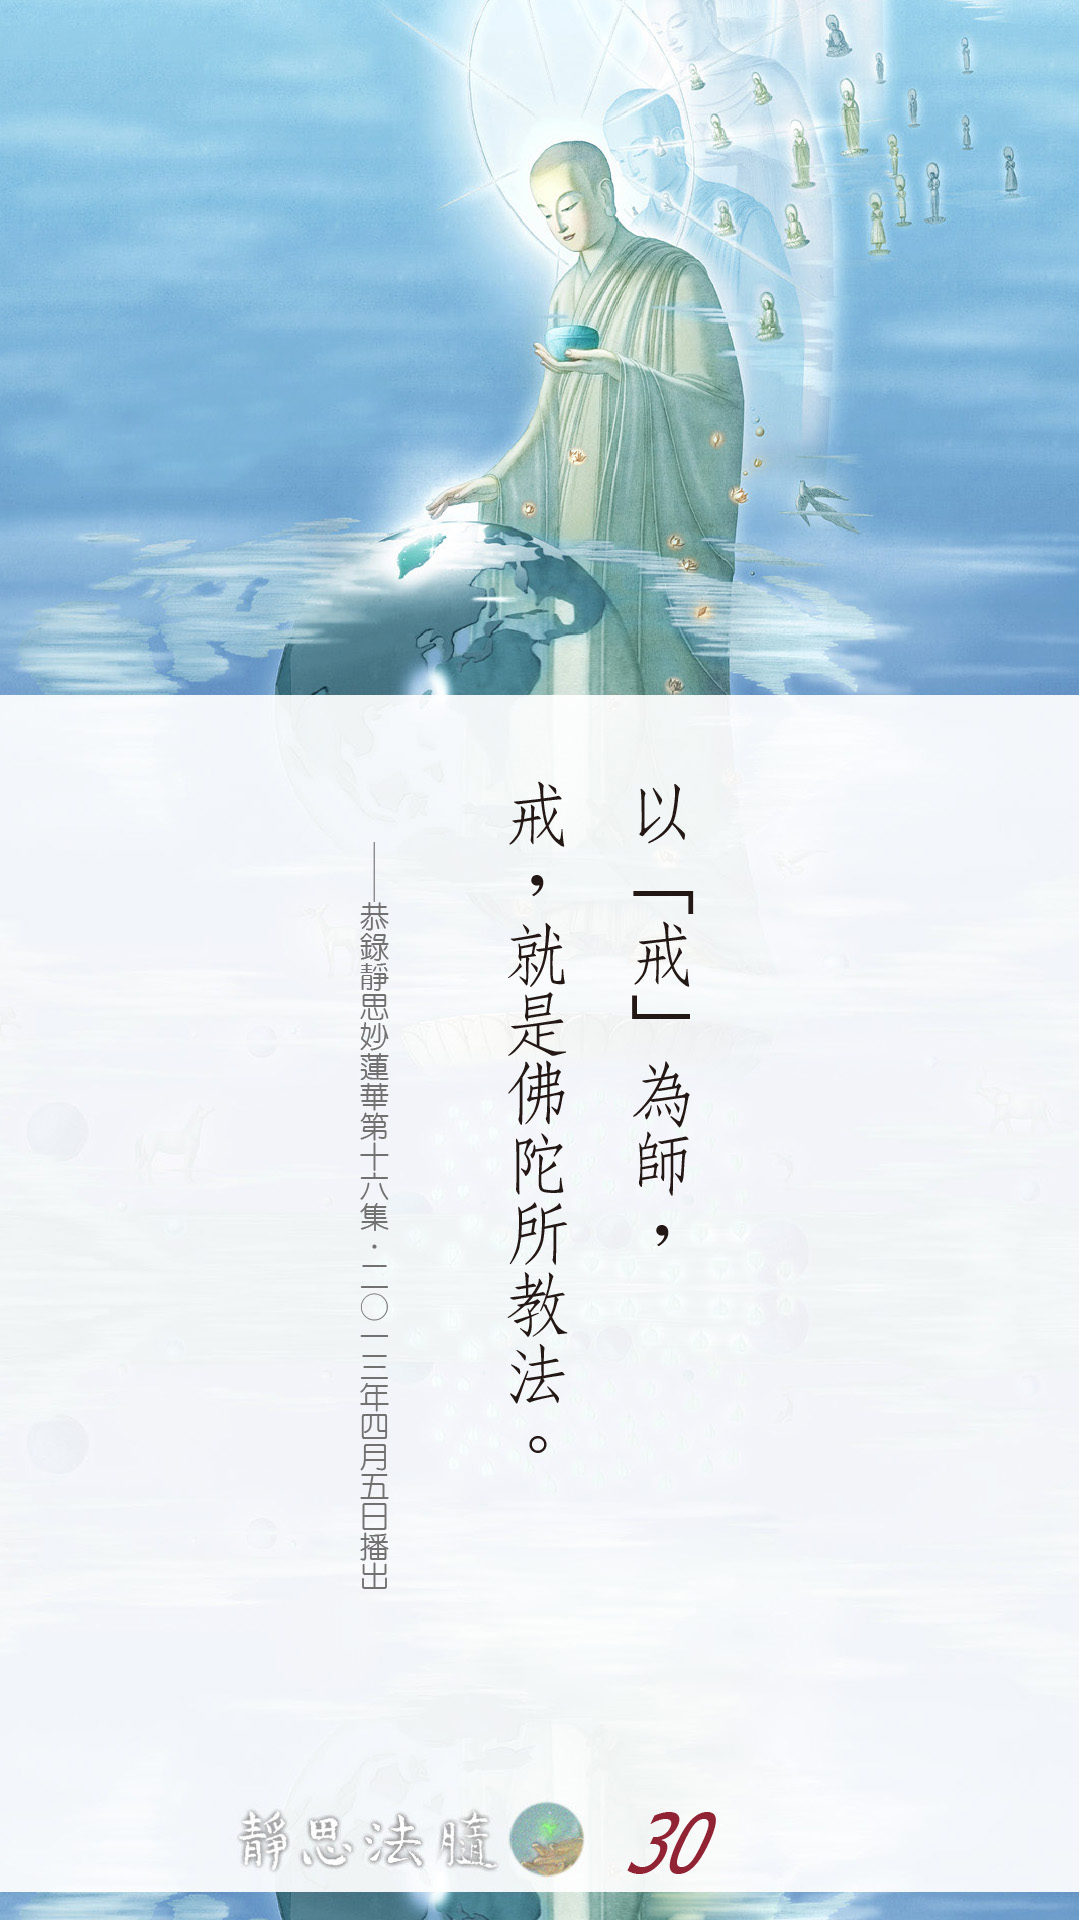 以「戒」為師，
戒，就是佛陀所教法。
——恭錄靜思妙蓮華第十六集．二〇一三年四月五日播出
靜思法髓
30